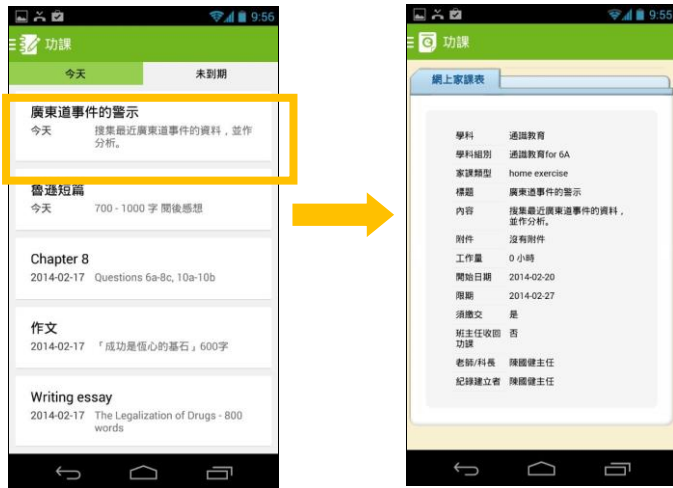 9:56
功課
今天
未到期
廣東道事件的警示
今天
搜集最近廣東道事件的資料，並作
分析。
魯遜短篇
今天
700 - 1000 字 閱後感想
Chapter 8
2014-02-17
Questions 6a-8c, 10a-10b
作文
2014-02-17
「成功是恆心的基石」600字
Writing essay
2014-02-17
The Legalization of Drugs - 800
words
9:55
功課
網上家課表
學科 通識教育
學科組別 通識教育for 6A
家課類型 home exercise
標題 廣東道事件的警示
內容 搜集最近廣東道事件的資料，
並作分析。
附件 沒有附件
工作量 0 小時
開始日期 2014-02-20
限期 2014-02-27
須繳交 是
班主任收回 否
功課
老師/科長 陳國健主任
紀錄建立者 陳國健主任